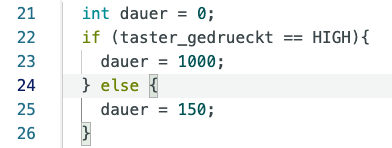 21 int dauer = 0;
22 if (taster_gedrueckt == HIGH){
23 dauer = 1000;
24 } else {
25 dauer = 150;
26 }